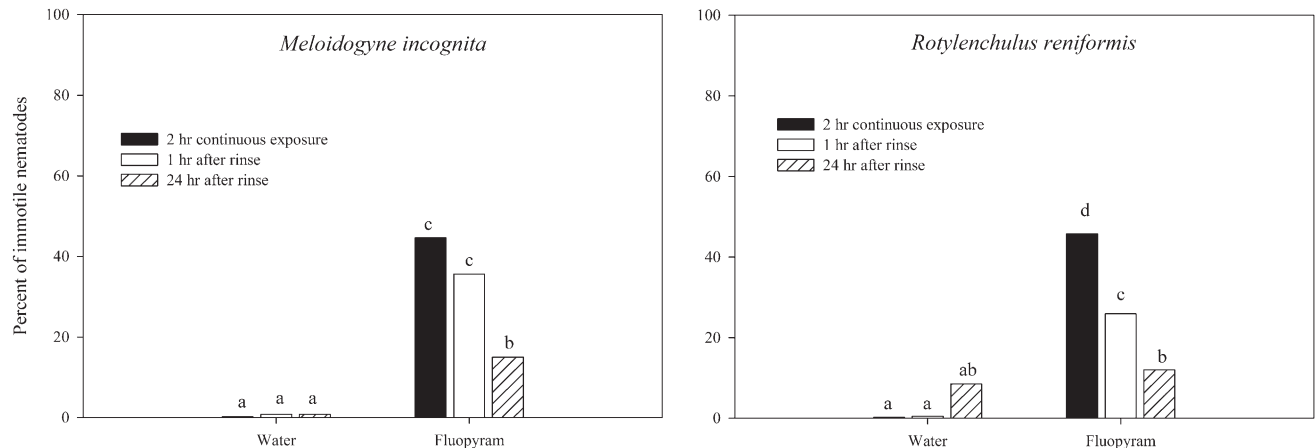 Percent of immotile nematodes
100
80
60
40
20
0
Meloidogyne incognita
2 hr continuous exposure
1 hr after rinse
24 hr after rinse
a a a
c
c
b
Water Fluopyram
100
80
60
40
20
0
Rotylenchulus reniformis
2 hr continuous exposure
1 hr after rinse
24 hr after rinse
a a ab
d
c
b
Water Fluopyram